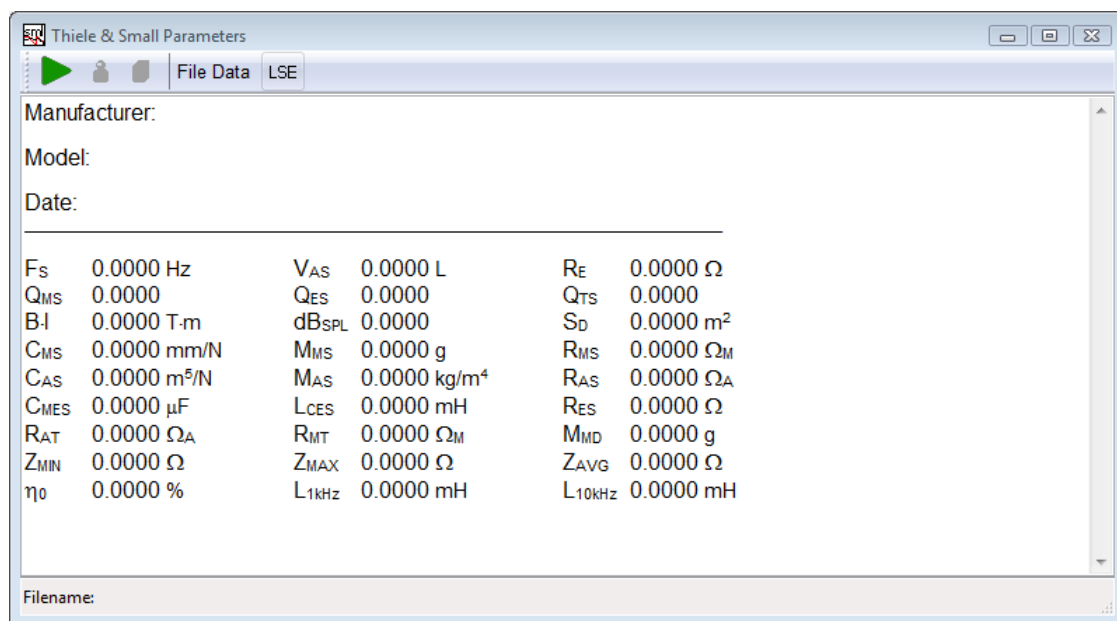 Thiele & Small Parameters
File Data LSE
Manufacturer:
Model:
Date:
Fs 0.0000 Hz VAS 0.0000 L RE 0.0000 Ω
QMS 0.0000 QES 0.0000 QTS 0.0000
B·l 0.0000 T·m dBSPL 0.0000 SD 0.0000 m²
CMS 0.0000 mm/N MMS 0.0000 g RMS 0.0000 ΩM
CAS 0.0000 m⁵/N MAS 0.0000 kg/m⁴ RAS 0.0000 ΩA
CMES 0.0000 µF LCES 0.0000 mH RES 0.0000 Ω
RAT 0.0000 ΩA RMT 0.0000 ΩM MMD 0.0000 g
ZMIN 0.0000 Ω ZMAX 0.0000 Ω ZAVG 0.0000 Ω
η0 0.0000 % L1kHz 0.0000 mH L10kHz 0.0000 mH
Filename: